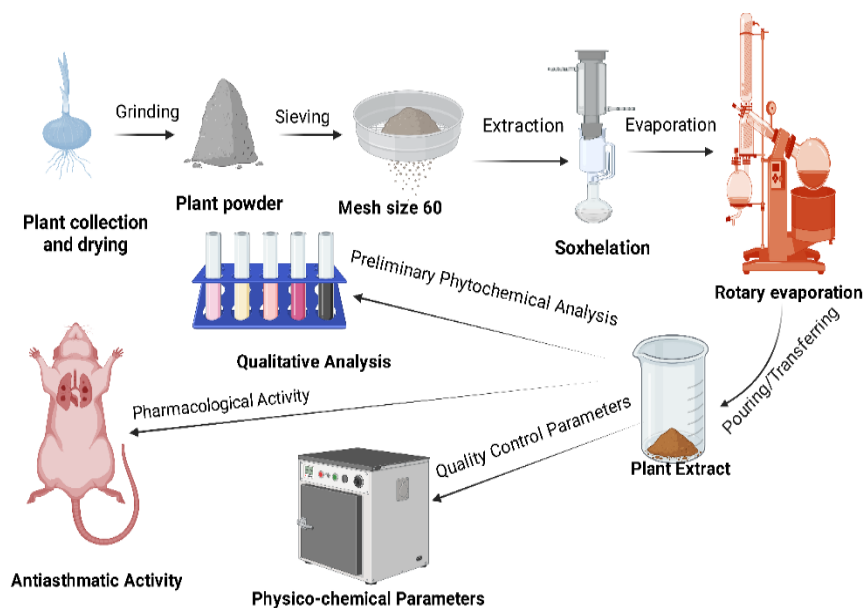 Grinding
Sieving
Extraction
Evaporation
Plant collection
and drying
Plant powder
Mesh size 60
Soxhelation
Rotary evaporation
Preliminary Phytochemical Analysis
Qualitative Analysis
Pouring/Transferring
Pharmacological Activity
Quality Control Parameters
Plant Extract
Antiasthmatic Activity
Physico-chemical Parameters